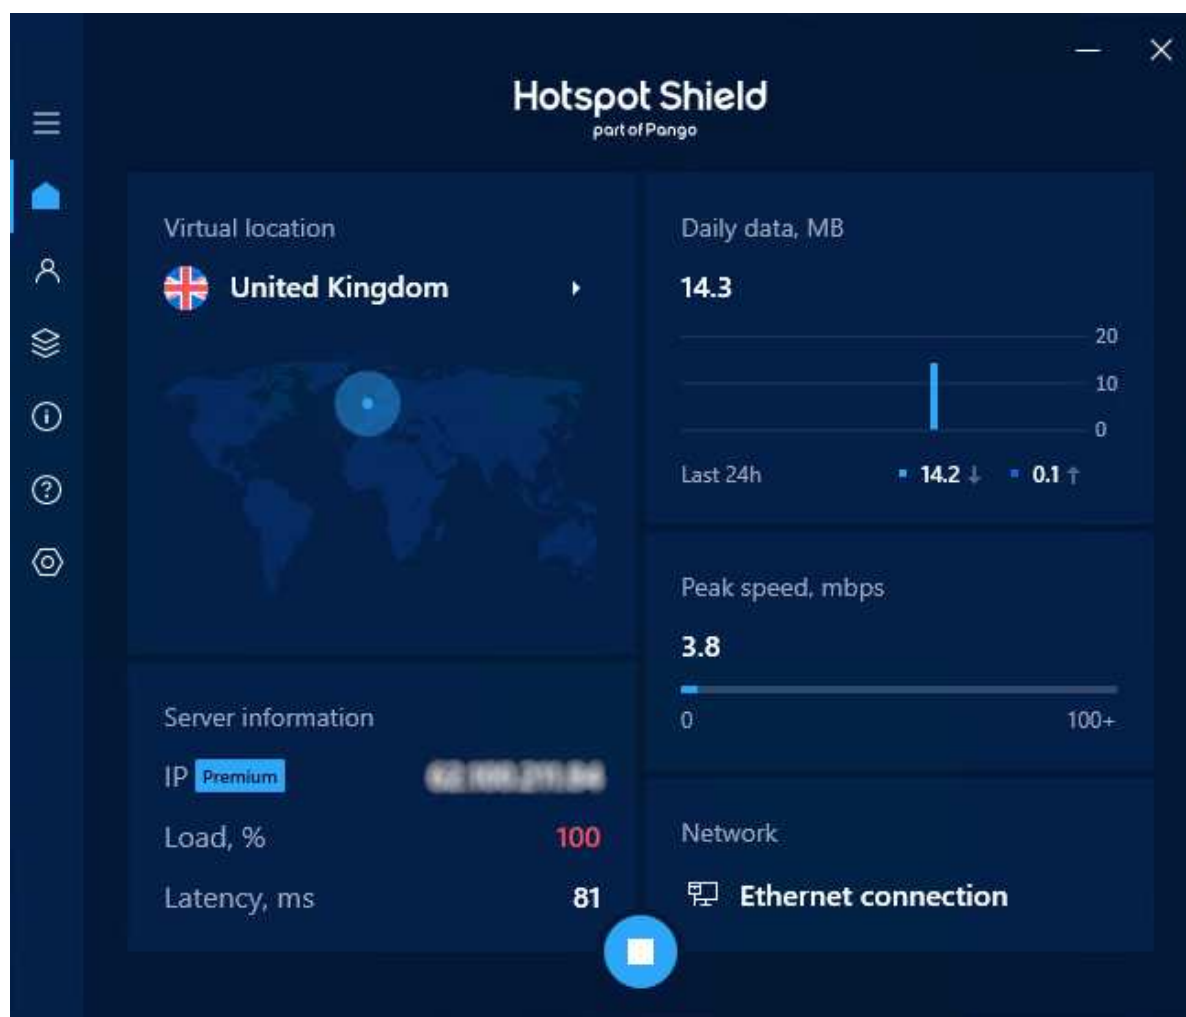 Hotspot Shield
part of Pango
Virtual location
United Kingdom
Daily data, MB
14.3
20
10
0
Last 24h 14.2 ↓ 0.1 ↑
Peak speed, mbps
3.8
0 100+
Server information
IP Premium
Load, % 100
Latency, ms 81
Network
Ethernet connection